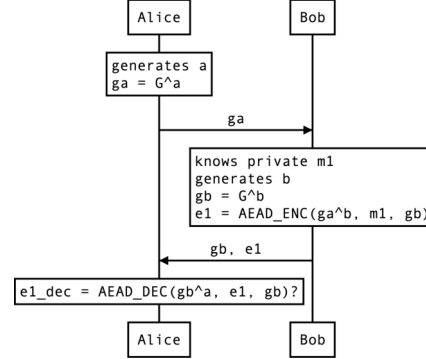 Alice Bob
generates a
ga = G^a
ga
knows private m1
generates b
gb = G^b
e1 = AEAD_ENC(ga^b, m1, gb)
gb, e1
e1_dec = AEAD_DEC(gb^a, e1, gb)?
Alice Bob